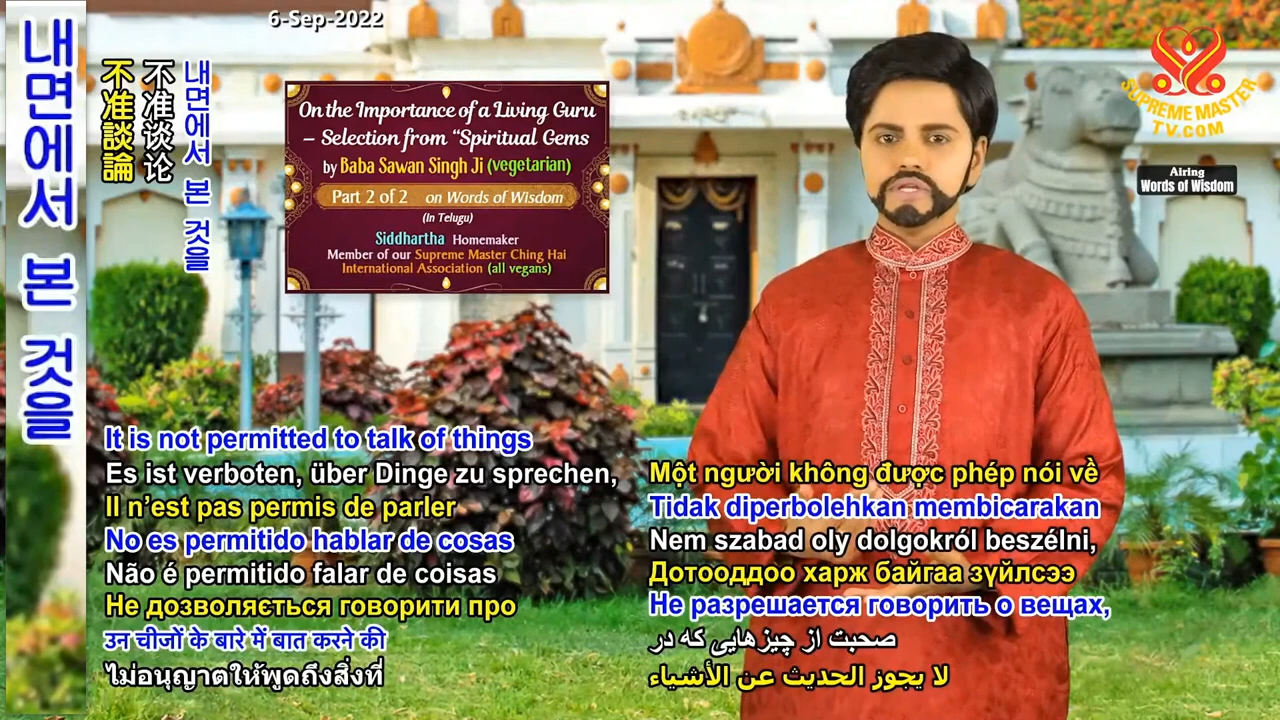 내면에서 본 것을
6-Sep-2022
不准談論
不准谈论
내면에서 본 것을
On the Importance of a Living Guru
– Selection from “Spiritual Gems
by Baba Sawan Singh Ji (vegetarian)
Part 2 of 2 on Words of Wisdom
(In Telugu)
Siddhartha Homemaker
Member of our Supreme Master Ching Hai
International Association (all vegans)
SUPREME MASTER
TV.COM
Airing
Words of Wisdom
It is not permitted to talk of things
Es ist verboten, über Dinge zu sprechen,
Il n’est pas permis de parler
No es permitido hablar de cosas
Não é permitido falar de coisas
Не дозволяється говорити про
उन चीजों के बारे में बात करने की
ไม่อนุญาตให้พูดถึงสิ่งที่
Một người không được phép nói về
Tidak diperbolehkan membicarakan
Nem szabad oly dolgokról beszélni,
Дотооддоо харж байгаа зүйлсээ
Не разрешается говорить о вещах,
صحبت از چیزهایی که در
لا يجوز الحديث عن الأشياء